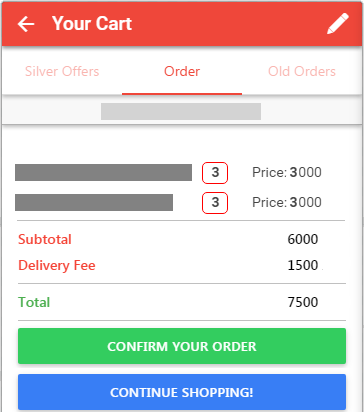 Your Cart
Silver Offers Order Old Orders
3 Price: 3000
3 Price: 3000
Subtotal 6000
Delivery Fee 1500
Total 7500
CONFIRM YOUR ORDER
CONTINUE SHOPPING!